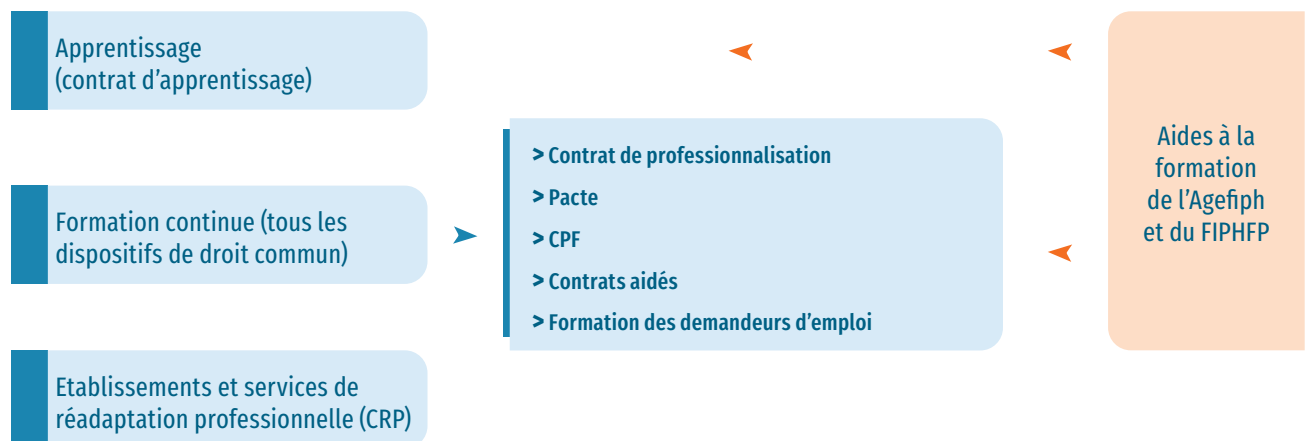 Apprentissage
(contrat d’apprentissage)
Formation continue (tous les
dispositifs de droit commun)
> Contrat de professionnalisation
> Pacte
> CPF
> Contrats aidés
> Formation des demandeurs d’emploi
Aides à la
formation
de l’Agefiph
et du FIPHFP
Etablissements et services de
réadaptation professionnelle (CRP)